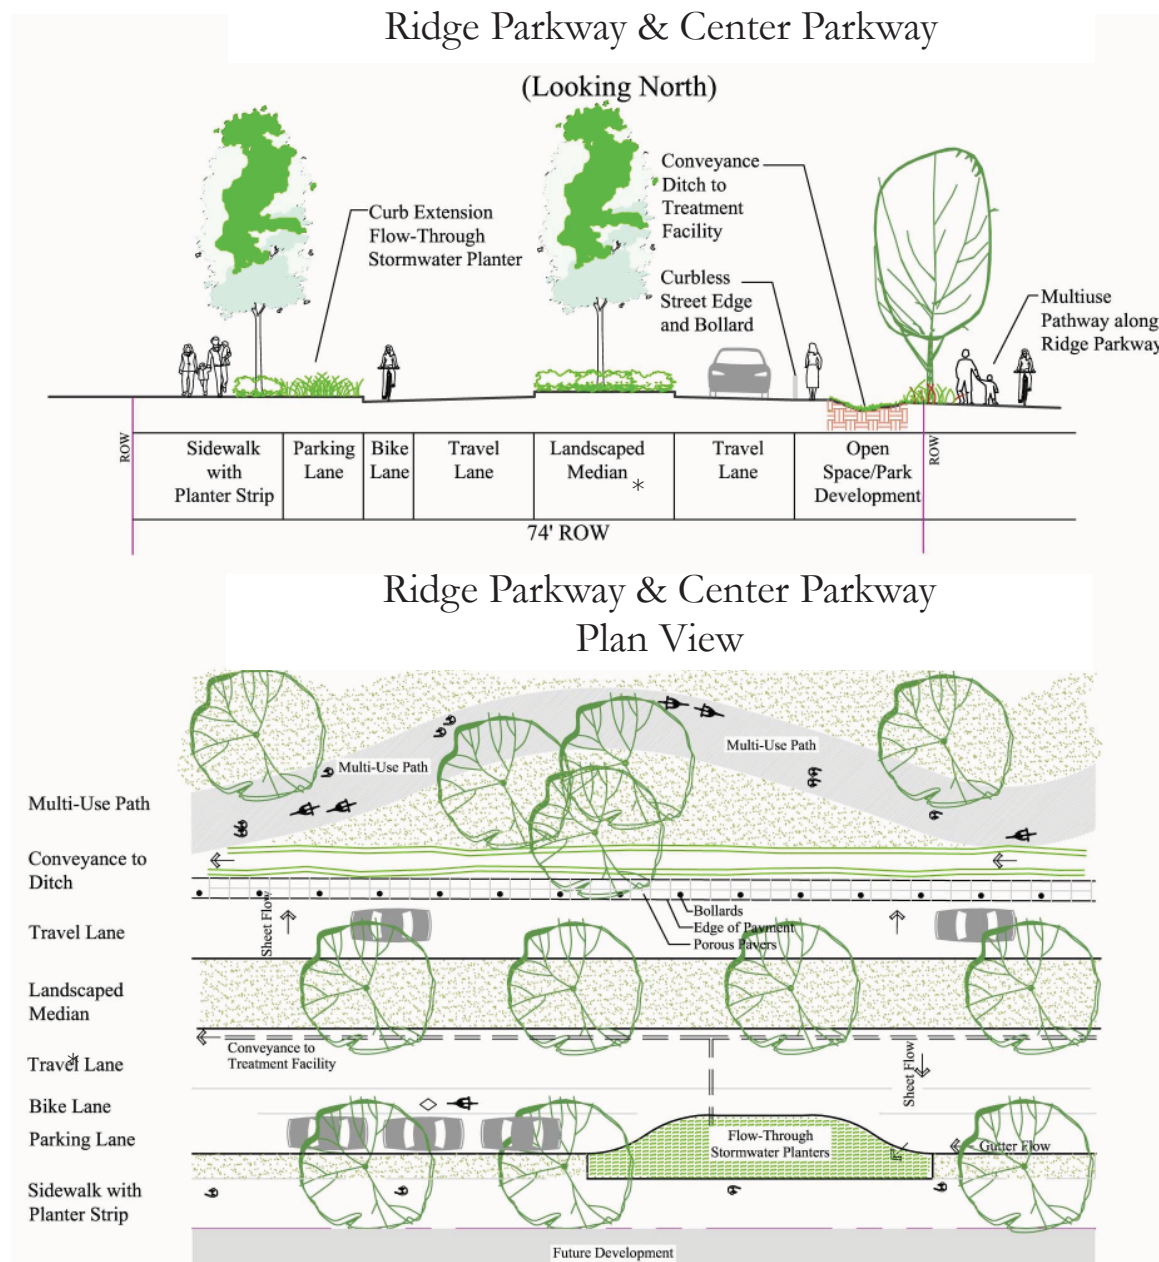 Ridge Parkway & Center Parkway
(Looking North)
Conveyance
Ditch to
Treatment
Facility
Curb Extension
Flow-Through
Stormwater Planter
Curbless
Street Edge
and Bollard
Multiuse
Pathway along
Ridge Parkway
ROW
Sidewalk
with
Planter Strip
Parking
Lane
Bike
Lane
Travel
Lane
Landscaped
Median *
Travel
Lane
Open
Space/Park
Development
ROW
74' ROW
Ridge Parkway & Center Parkway
Plan View
Multi-Use Path
Multi-Use Path
Multi-Use Path
Conveyance to
Ditch
Sheet Flow
Bollards
Edge of Pavment
Porous Pavers
Travel Lane
Landscaped
Median
Conveyance to
Treatment Facility
*
Travel Lane
Sheet Flow
Bike Lane
Parking Lane
Flow-Through
Stormwater Planters
Gutter Flow
Sidewalk with
Planter Strip
Future Development